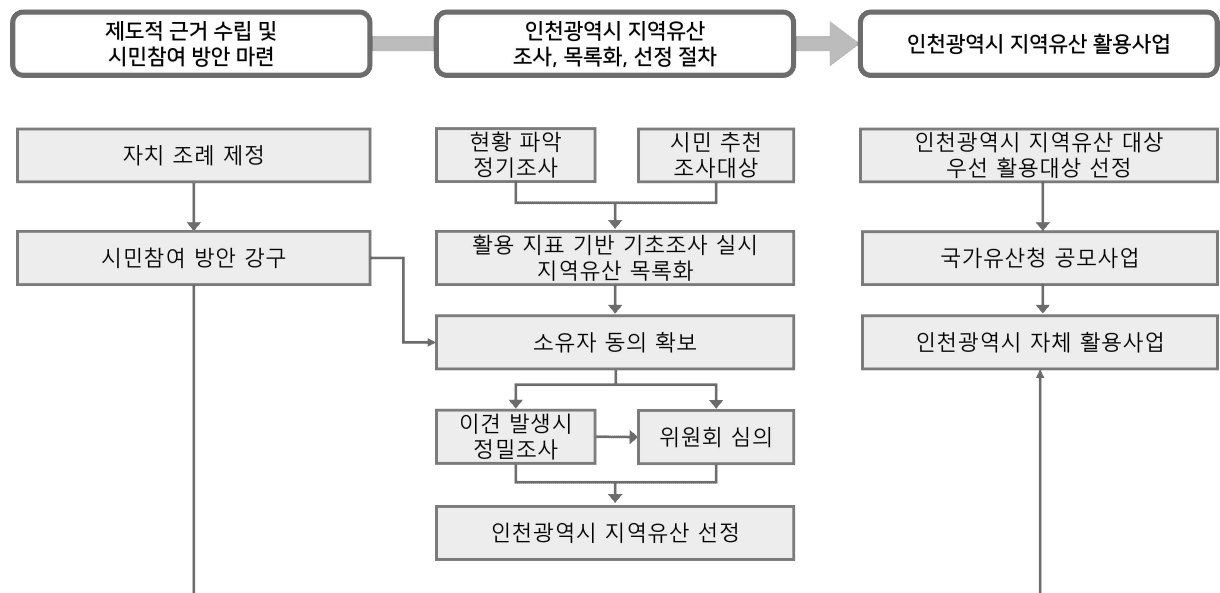 제도적 근거 수립 및
시민참여 방안 마련
인천광역시 지역유산
조사, 목록화, 선정 절차
인천광역시 지역유산 활용사업
자치 조례 제정
시민참여 방안 강구
현황 파악
정기조사
시민 추천
조사대상
활용 지표 기반 기초조사 실시
지역유산 목록화
소유자 동의 확보
이견 발생시
정밀조사
위원회 심의
인천광역시 지역유산 선정
인천광역시 지역유산 대상
우선 활용대상 선정
국가유산청 공모사업
인천광역시 자체 활용사업